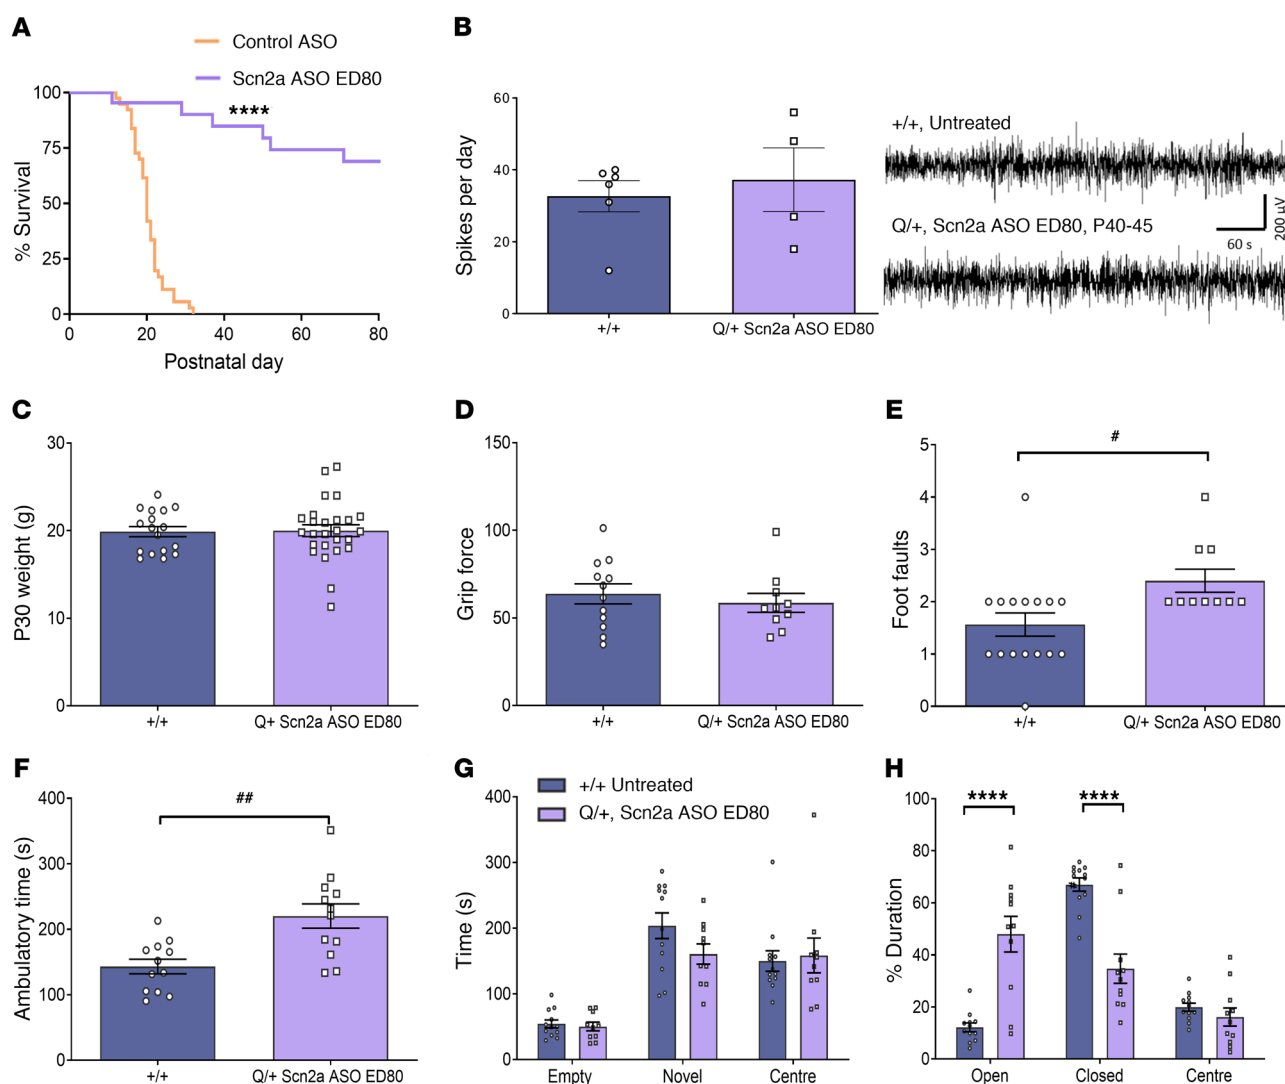 A
Control ASO
Scn2a ASO ED80
****
% Survival
100
75
50
25
0
0 20 40 60 80
Postnatal day
B
Spikes per day
60
40
20
0
+/+ Q/+ Scn2a ASO ED80
+/+, Untreated
Q/+, Scn2a ASO ED80, P40-45
60 s
200 µV
C
P30 weight (g)
30
20
10
0
+/+ Q+ Scn2a ASO ED80
D
Grip force
150
100
50
0
+/+ Q/+ Scn2a ASO ED80
E
Foot faults
#
5
4
3
2
1
0
+/+ Q/+ Scn2a ASO ED80
F
Ambulatory time (s)
##
400
300
200
100
0
+/+ Q/+ Scn2a ASO ED80
G
+/+ Untreated
Q/+, Scn2a ASO ED80
Time (s)
400
300
200
100
0
Empty Novel Centre
H
% Duration
**** ****
100
80
60
40
20
0
Open Closed Centre